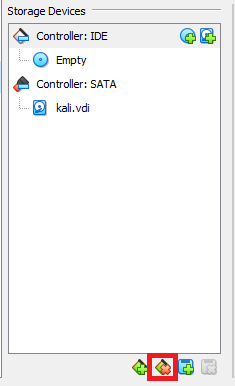 Storage Devices
Controller: IDE
Empty
Controller: SATA
kali.vdi